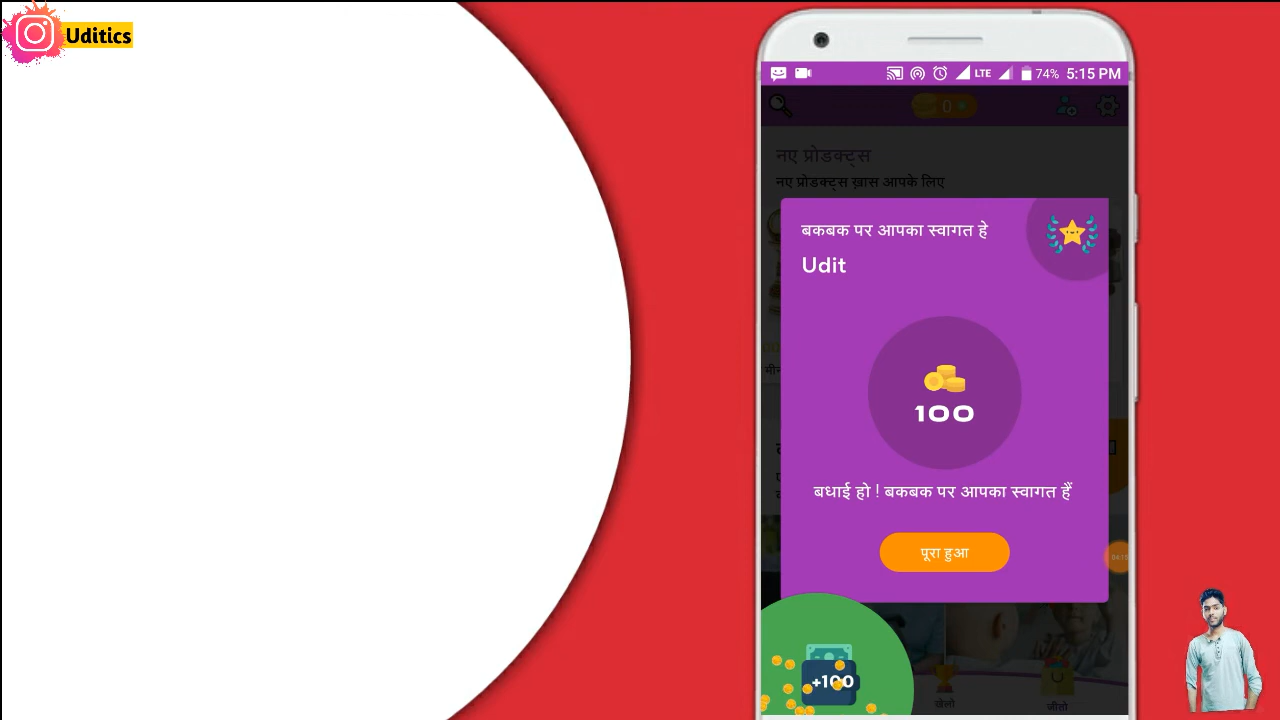 Uditics
LTE 74% 5:15 PM
0
नए प्रोडक्ट्स
नए प्रोडक्ट्स ख़ास आपके लिए
बकबक पर आपका स्वागत हे
Udit
100
बधाई हो ! बकबक पर आपका स्वागत हैं
पूरा हुआ
+100
खेलो
जीतो